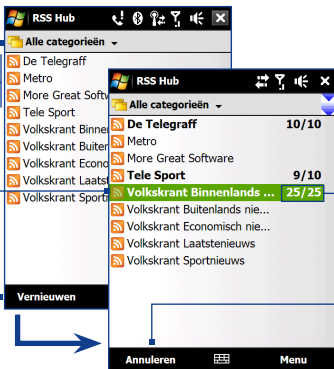 RSS Hub
Alle categorieën
De Telegraff
Metro
More Great Softw
Tele Sport
Volkskrant Binnen
Volkskrant Buiten
Volkskrant Econo
Volkskrant Laatst
Volkskrant Sportn
Vernieuwen
RSS Hub
Alle categorieën
De Telegraff 10/10
Metro
More Great Software
Tele Sport 9/10
Volkskrant Binnenlands ... 25/25
Volkskrant Buitenlands nie...
Volkskrant Economisch nie...
Volkskrant Laatstenieuws
Volkskrant Sportnieuws
Annuleren Menu